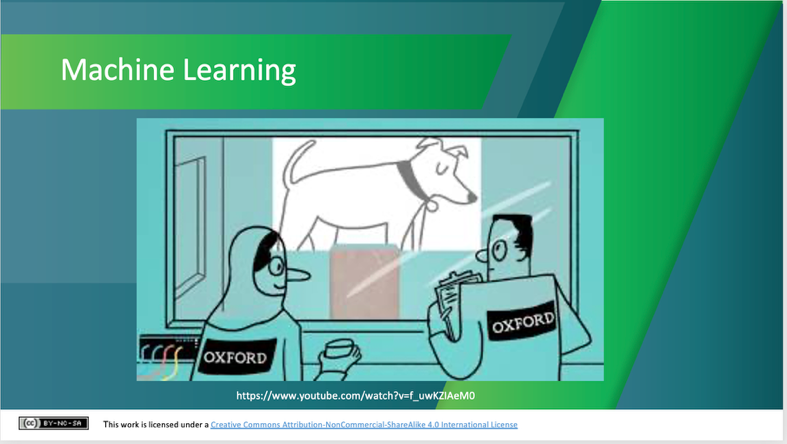 Machine Learning
OXFORD
OXFORD
https://www.youtube.com/watch?v=f_uwKZIAeM0
CC BY-NC-SA
This work is licensed under a Creative Commons Attribution-NonCommercial-ShareAlike 4.0 International License